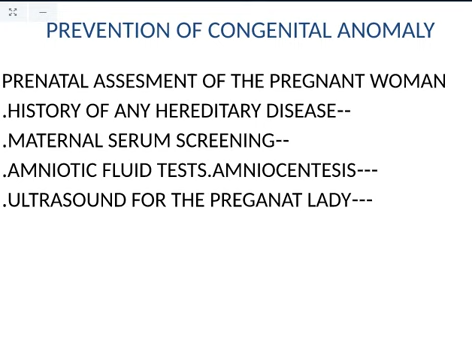 PREVENTION OF CONGENITAL ANOMALY
PRENATAL ASSESMENT OF THE PREGNANT WOMAN
.HISTORY OF ANY HEREDITARY DISEASE--
.MATERNAL SERUM SCREENING--
.AMNIOTIC FLUID TESTS.AMNIOCENTESIS---
.ULTRASOUND FOR THE PREGANAT LADY---